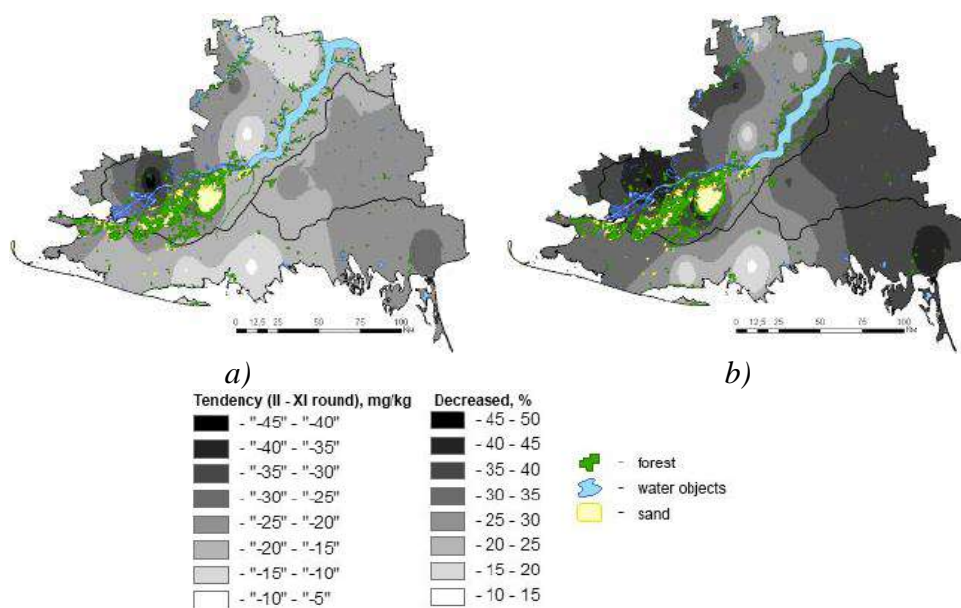 0 12,5 25 50 75 100
Км
0 12,5 25 50 75 100
Км
a)
b)
Tendency (II - XI round), mg/kg
- "-45" - "-40"
- "-40" - "-35"
- "-35" - "-30"
- "-30" - "-25"
- "-25" - "-20"
- "-20" - "-15"
- "-15" - "-10"
- "-10" - "-5"
Decreased, %
- 45 - 50
- 40 - 45
- 35 - 40
- 30 - 35
- 25 - 30
- 20 - 25
- 15 - 20
- 10 - 15
- forest
- water objects
- sand